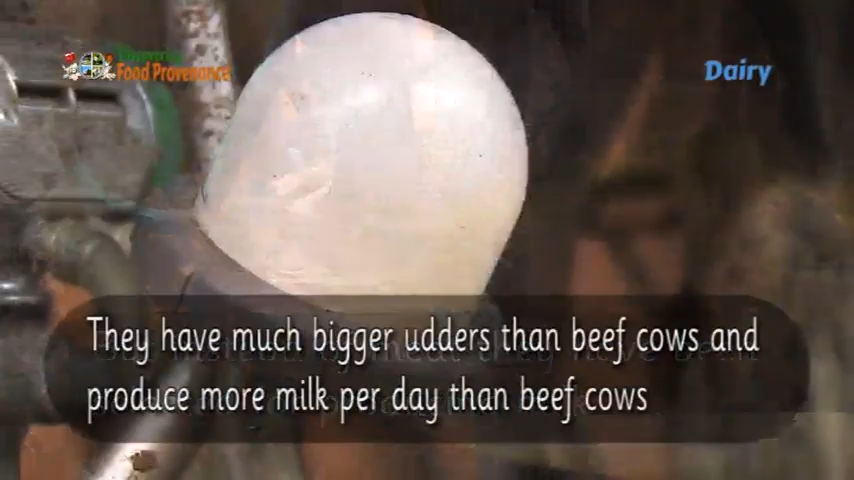 Food Provenance
Dairy
They have much bigger udders than beef cows and
produce more milk per day than beef cows